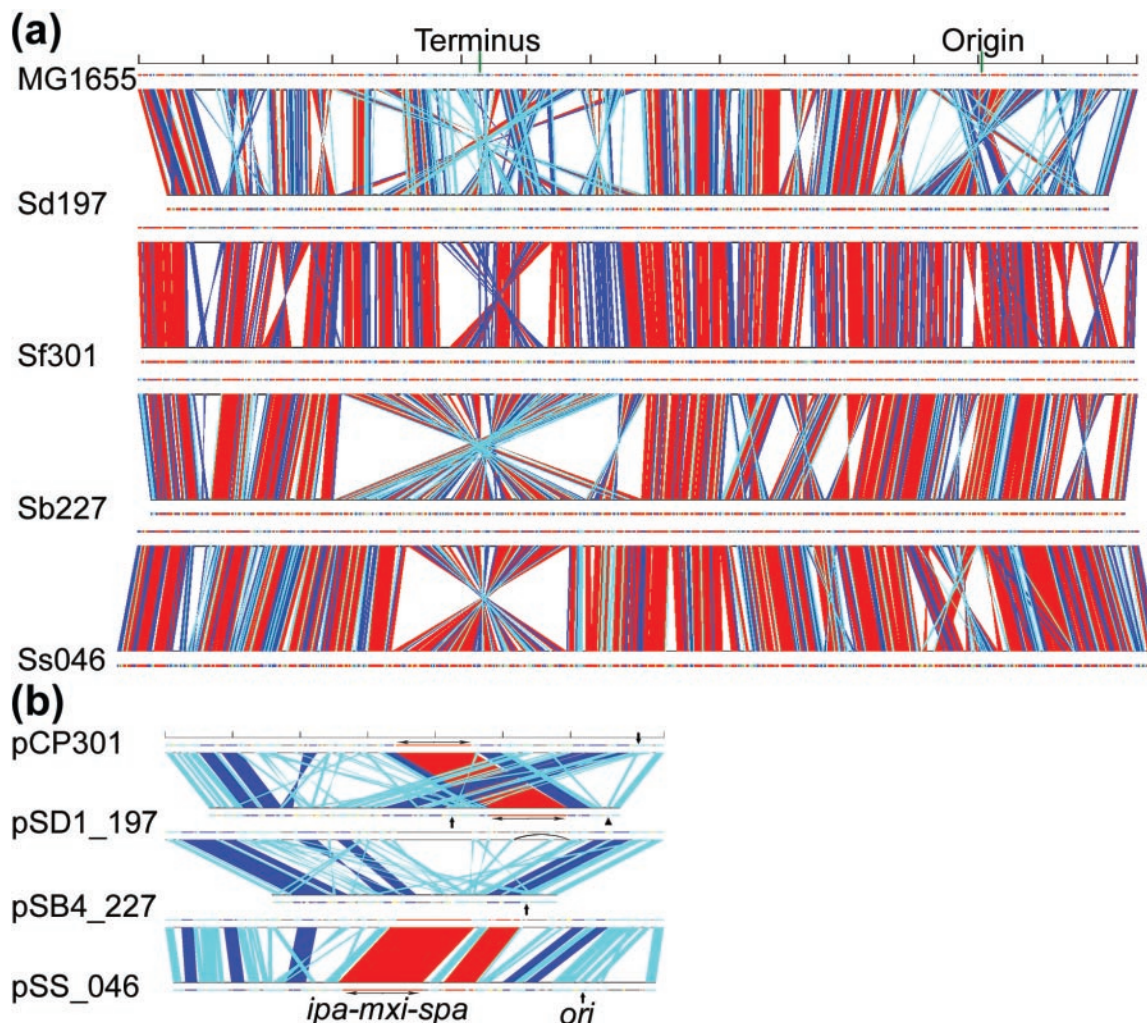 (a)
Terminus
Origin
MG1655
Sd197
Sf301
Sb227
Ss046
(b)
pCP301
pSD1_197
pSB4_227
pSS_046
ipa-mxi-spa
ori